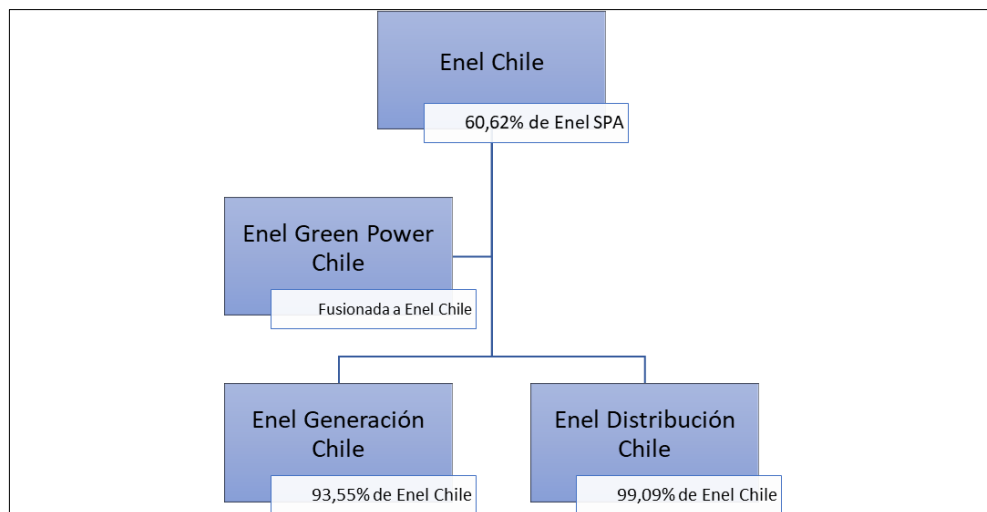 Enel Chile
60,62% de Enel SPA
Enel Green Power
Chile
Fusionada a Enel Chile
Enel Generación
Chile
93,55% de Enel Chile
Enel Distribución
Chile
99,09% de Enel Chile